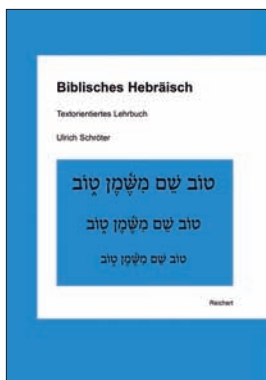 Biblisches Hebräisch
Textorientiertes Lehrbuch
Ulrich Schröter
טוֹב שֵׁם מִשֶּׁמֶן טוֹב
טוֹב שֵׁם מִשֶּׁמֶן טוֹב
טוֹב שֵׁם מִשֶּׁמֶן טוֹב
Reichert